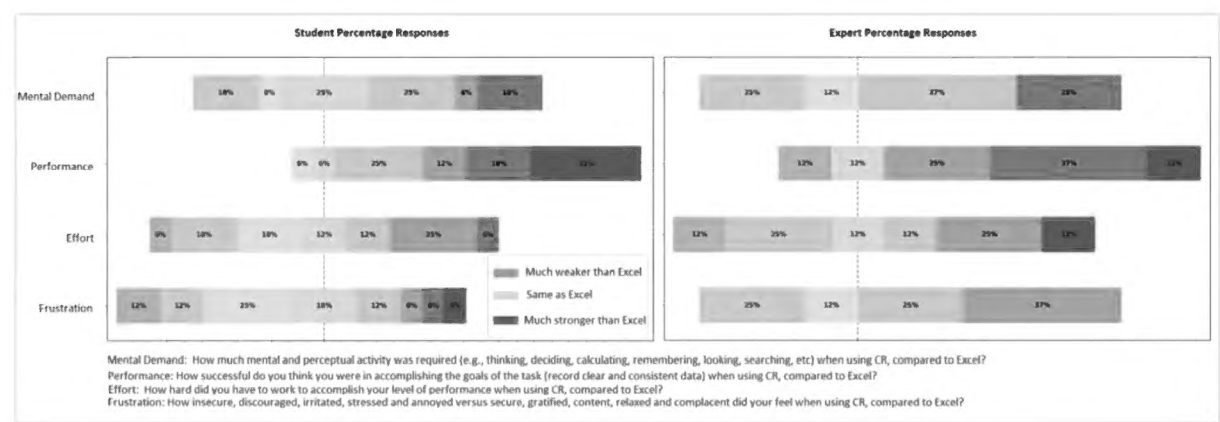 Student Percentage Responses
Expert Percentage Responses
Mental Demand
18% 0% 25% 25% 6% 18%
25% 12% 37% 25%
Performance
6% 6% 25% 12% 18%
12% 12% 25% 37% 12%
Effort
6% 18% 18% 12% 12% 25% 6%
12% 25% 12% 12% 25% 12%
Frustration
12% 12% 25% 18% 12% 6% 6% 6%
25% 12% 25% 37%
Much weaker than Excel
Same as Excel
Much stronger than Excel
Mental Demand: How much mental and perceptual activity was required (e.g., thinking, deciding, calculating, remembering, looking, searching, etc) when using CR, compared to Excel?
Performance: How successful do you think you were in accomplishing the goals of the task (record clear and consistent data) when using CR, compared to Excel?
Effort: How hard did you have to work to accomplish your level of performance when using CR, compared to Excel?
Frustration: How insecure, discouraged, irritated, stressed and annoyed versus secure, gratified, content, relaxed and complacent did your feel when using CR, compared to Excel?